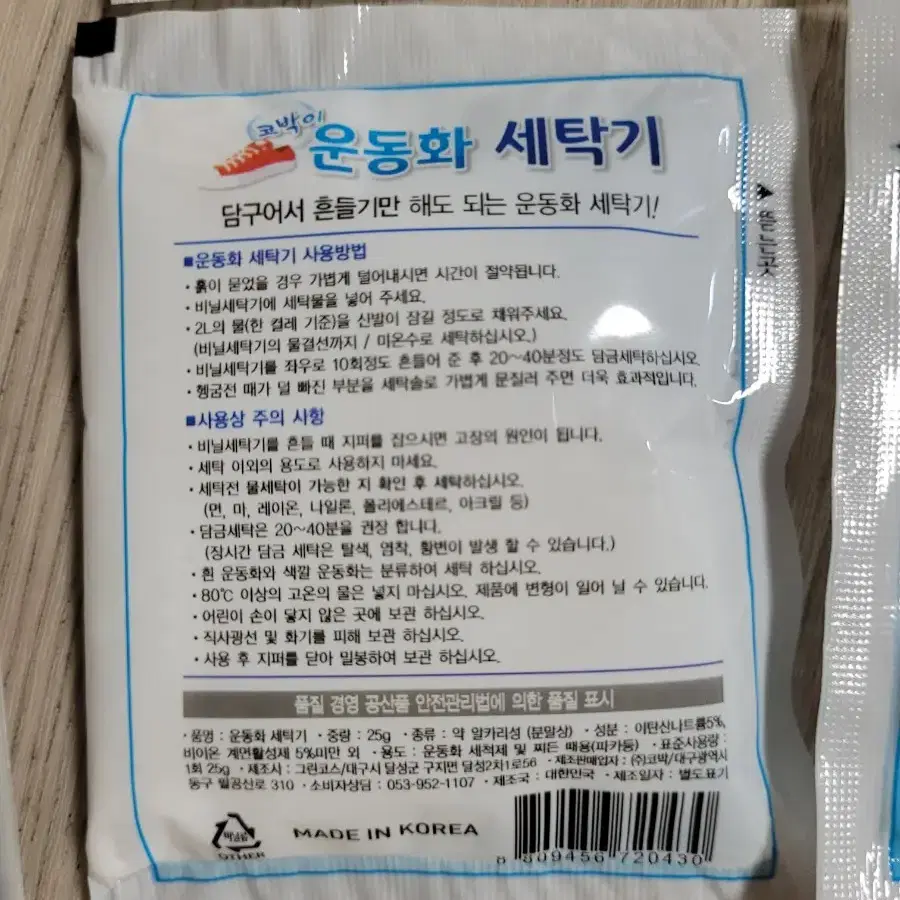 코박이
운동화 세탁기
담구어서 흔들기만 해도 되는 운동화 세탁기!
▲ 뜯는곳
■운동화 세탁기 사용방법
· 흙이 묻었을 경우 가볍게 털어내시면 시간이 절약됩니다.
· 비닐세탁기에 세탁물을 넣어 주세요.
· 2L의 물(한 켤레 기준)을 신발이 잠길 정도로 채워주세요.
(비닐세탁기의 물결선까지 / 미온수로 세탁하십시오.)
· 비닐세탁기를 좌우로 10회정도 흔들어 준 후 20~40분정도 담금세탁하십시오
· 헹굼전 때가 덜 빠진 부분을 세탁솔로 가볍게 문질러 주면 더욱 효과적입니다.
■사용상 주의 사항
· 비닐세탁기를 흔들 때 지퍼를 잡으시면 고장의 원인이 됩니다.
· 세탁 이외의 용도로 사용하지 마세요.
· 세탁전 물세탁이 가능한 지 확인 후 세탁하십시오.
(면, 마, 레이온, 나일론, 폴리에스테르, 아크릴 등)
· 담금세탁은 20~40분을 권장 합니다.
(장시간 담금 세탁은 탈색, 염착, 황변이 발생 할 수 있습니다.)
· 흰 운동화와 색깔 운동화는 분류하여 세탁 하십시오.
· 80℃ 이상의 고온의 물은 넣지 마십시오. 제품에 변형이 일어 날 수 있습니다.
· 어린이 손이 닿지 않은 곳에 보관 하십시오.
· 직사광선 및 화기를 피해 보관 하십시오.
· 사용 후 지퍼를 닫아 밀봉하여 보관 하십시오.
품질 경영 공산품 안전관리법에 의한 품질 표시
· 품명 : 운동화 세탁기 · 중량 : 25g · 종류 : 약 알카리성 (분말상) · 성분 : 이탄산나트륨5%,
비이온 계면활성제 5%미만 외 · 용도 : 운동화 세척제 및 찌든 때용(파카등) · 표준사용량 :
1회 25g · 제조사 : 그린코스/대구시 달성군 구지면 달성2차1로56 · 제조판매업자 : (주)코박/대구광역시
동구 팔공산로 310 · 소비자상담 : 053-952-1107 · 제조국 : 대한민국 · 제조일자 : 별도표기
비닐류
OTHER
MADE IN KOREA
8 809456 720430